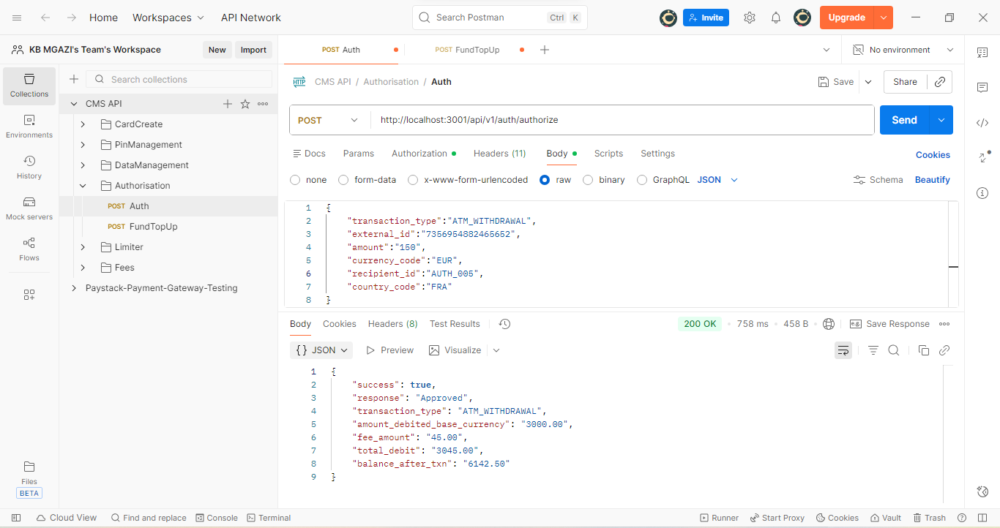 Home Workspaces API Network Search Postman Ctrl K Invite Upgrade
KB MGAZI's Team's Workspace New Import POST Auth POST FundTopUp No environment
Collections
Environments
History
Mock servers
Flows
Files
BETA
Search collections
CMS API
CardCreate
PinManagement
DataManagement
Authorisation
POST Auth
POST FundTopUp
Limiter
Fees
Paystack-Payment-Gateway-Testing
HTTP CMS API / Authorisation / Auth Save Share
POST http://localhost:3001/api/v1/auth/authorize Send
Docs Params Authorization Headers (11) Body Scripts Settings Cookies
none form-data x-www-form-urlencoded raw binary GraphQL JSON Schema Beautify
1 {
2 "transaction_type":"ATM_WITHDRAWAL",
3 "external_id":"7356954882465652",
4 "amount":"150",
5 "currency_code":"EUR",
6 "recipient_id":"AUTH_005",
7 "country_code":"FRA"
8 }
Body Cookies Headers (8) Test Results 200 OK • 758 ms • 458 B • e.g. Save Response
{} JSON Preview Visualize
1 {
2 "success": true,
3 "response": "Approved",
4 "transaction_type": "ATM_WITHDRAWAL",
5 "amount_debited_base_currency": "3000.00",
6 "fee_amount": "45.00",
7 "total_debit": "3045.00",
8 "balance_after_txn": "6142.50"
9 }
Cloud View Find and replace Console Terminal Runner Start Proxy Cookies Vault Trash